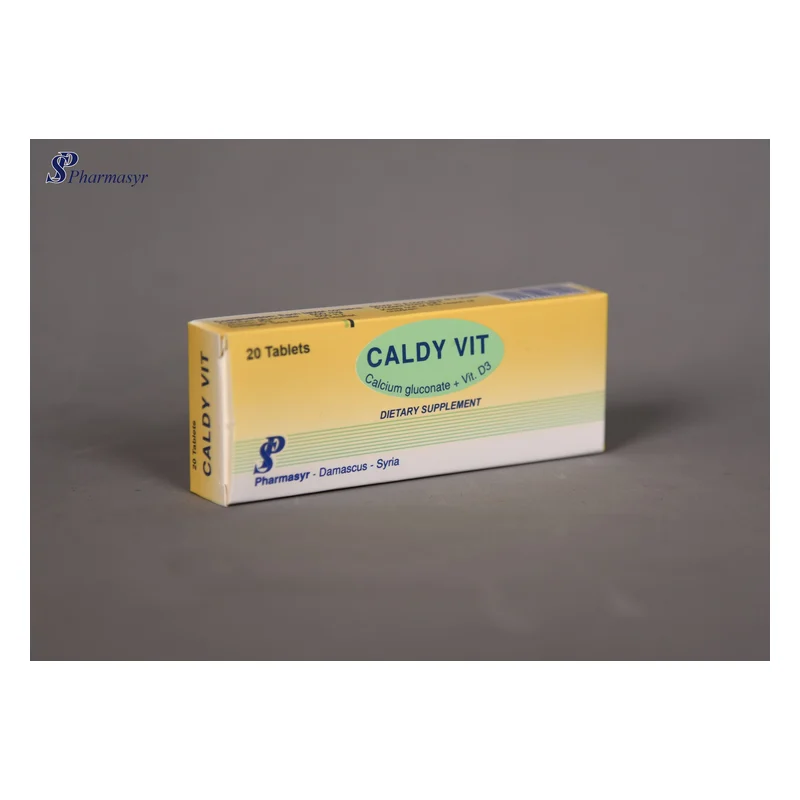 Pharmasyr
20 Tablets
CALDY VIT
Calcium gluconate + Vit. D3
DIETARY SUPPLEMENT
Pharmasyr - Damascus - Syria
20 Tablets
CALDY VIT